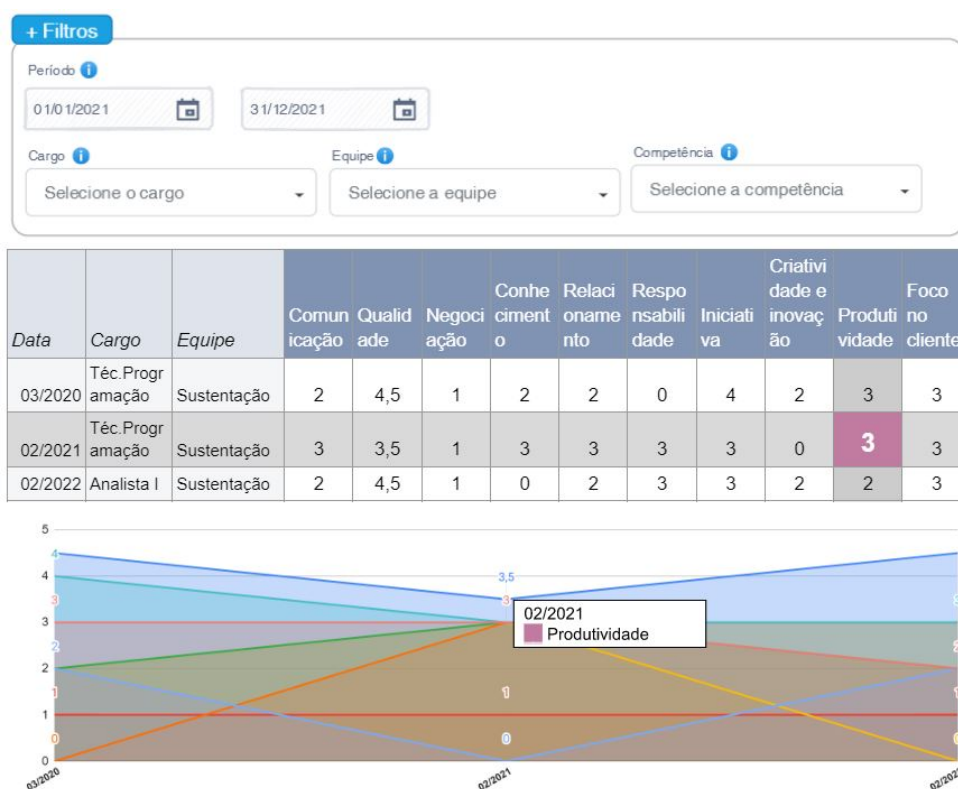 + Filtros
Período i
01/01/2021 31/12/2021
Cargo i Equipe i Competência i
Selecione o cargo Selecione a equipe Selecione a competência
Criativi
Conhe Relaci Respo dade e Foco
Comun Qualid Negoci ciment oname nsabili Iniciati inovaç Produti no
Data Cargo Equipe icação ade ação o nto dade va ão vidade cliente
Téc.Progr
03/2020 amação Sustentação 2 4,5 1 2 2 0 4 2 3 3
Téc.Progr
02/2021 amação Sustentação 3 3,5 1 3 3 3 3 0 3 3
02/2022 Analista I Sustentação 2 4,5 1 0 2 3 3 2 2 3
5
4
4 3,5
3 3
02/2021
3
Produtividade
2
2
1 1
1
0 0
0
03/2020 02/2021